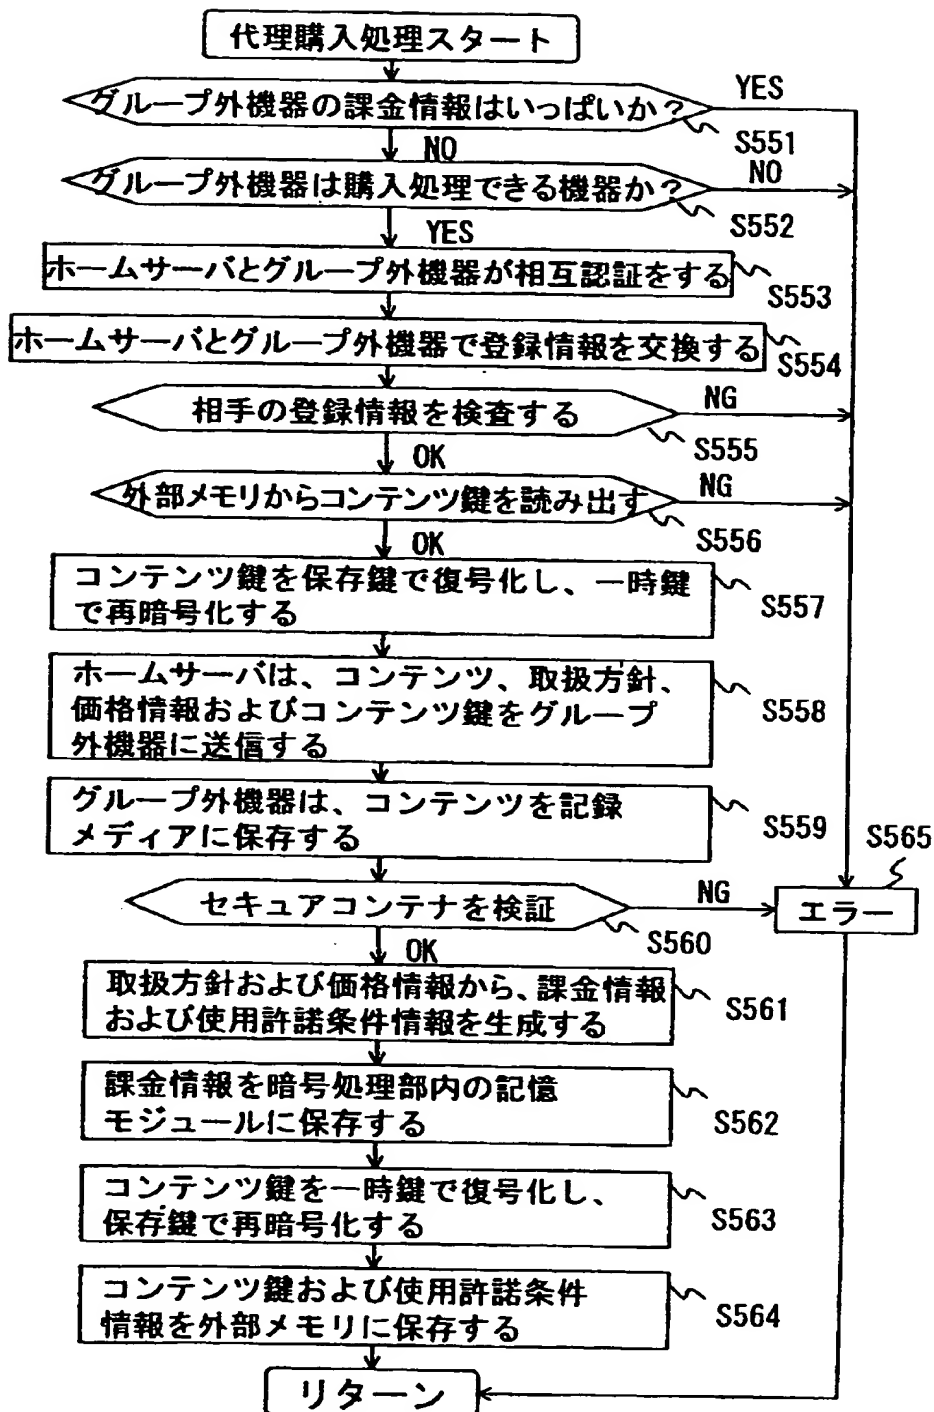 代理購入処理スタート
グループ外機器の課金情報はいっぱいか?
YES
S551
NO
グループ外機器は購入処理できる機器か?
NO
S552
YES
ホームサーバとグループ外機器が相互認証をする
S553
ホームサーバとグループ外機器で登録情報を交換する
S554
相手の登録情報を検査する
NG
S555
OK
外部メモリからコンテンツ鍵を読み出す
NG
S556
OK
コンテンツ鍵を保存鍵で復号化し、一時鍵
で再暗号化する
S557
ホームサーバは、コンテンツ、取扱方針、
価格情報およびコンテンツ鍵をグループ
外機器に送信する
S558
グループ外機器は、コンテンツを記録
メディアに保存する
S559
S565
セキュアコンテナを検証
NG
エラー
S560
OK
取扱方針および価格情報から、課金情報
および使用許諾条件情報を生成する
S561
課金情報を暗号処理部内の記憶
モジュールに保存する
S562
コンテンツ鍵を一時鍵で復号化し、
保存鍵で再暗号化する
S563
コンテンツ鍵および使用許諾条件
情報を外部メモリに保存する
S564
リターン